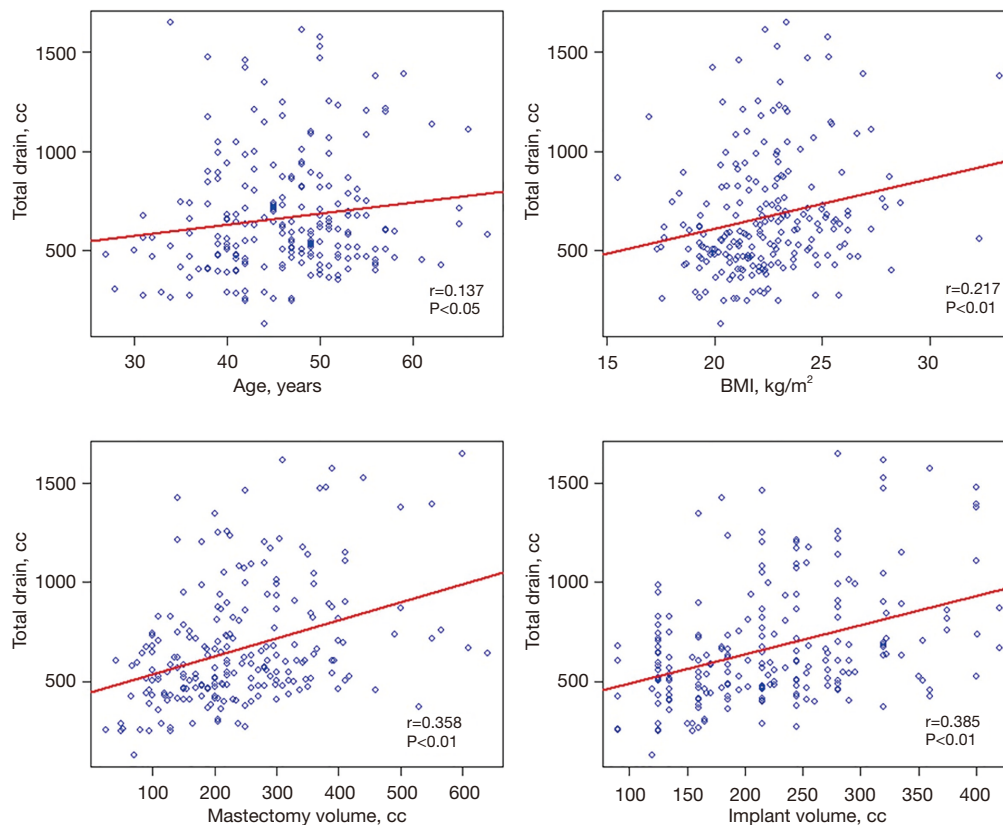 1500
1000
500
Total drain, cc
r=0.137
P<0.05
30 40 50 60
Age, years
1500
1000
500
Total drain, cc
r=0.217
P<0.01
15 20 25 30
BMI, kg/m²
1500
1000
500
Total drain, cc
r=0.358
P<0.01
100 200 300 400 500 600
Mastectomy volume, cc
1500
1000
500
Total drain, cc
r=0.385
P<0.01
100 150 200 250 300 350 400
Implant volume, cc